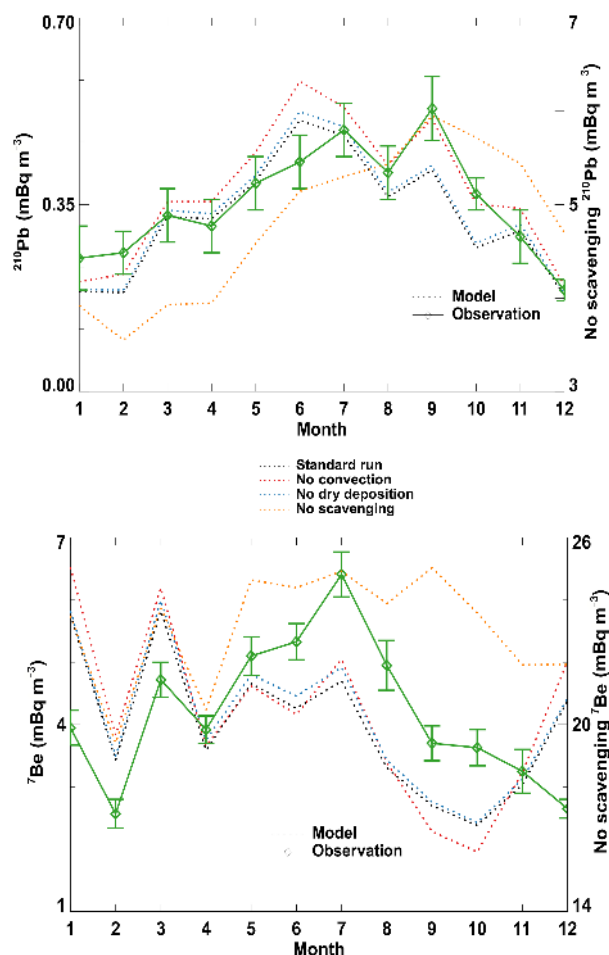 0.70
7
²¹⁰Pb (mBq m⁻³)
0.35
5
No scavenging ²¹⁰Pb (mBq m⁻³)
Model
Observation
0.00
3
1 2 3 4 5 6 7 8 9 10 11 12
Month
Standard run
No convection
No dry deposition
No scavenging
7
26
⁷Be (mBq m⁻³)
4
20
No scavenging ⁷Be (mBq m⁻³)
Model
Observation
1
14
1 2 3 4 5 6 7 8 9 10 11 12
Month